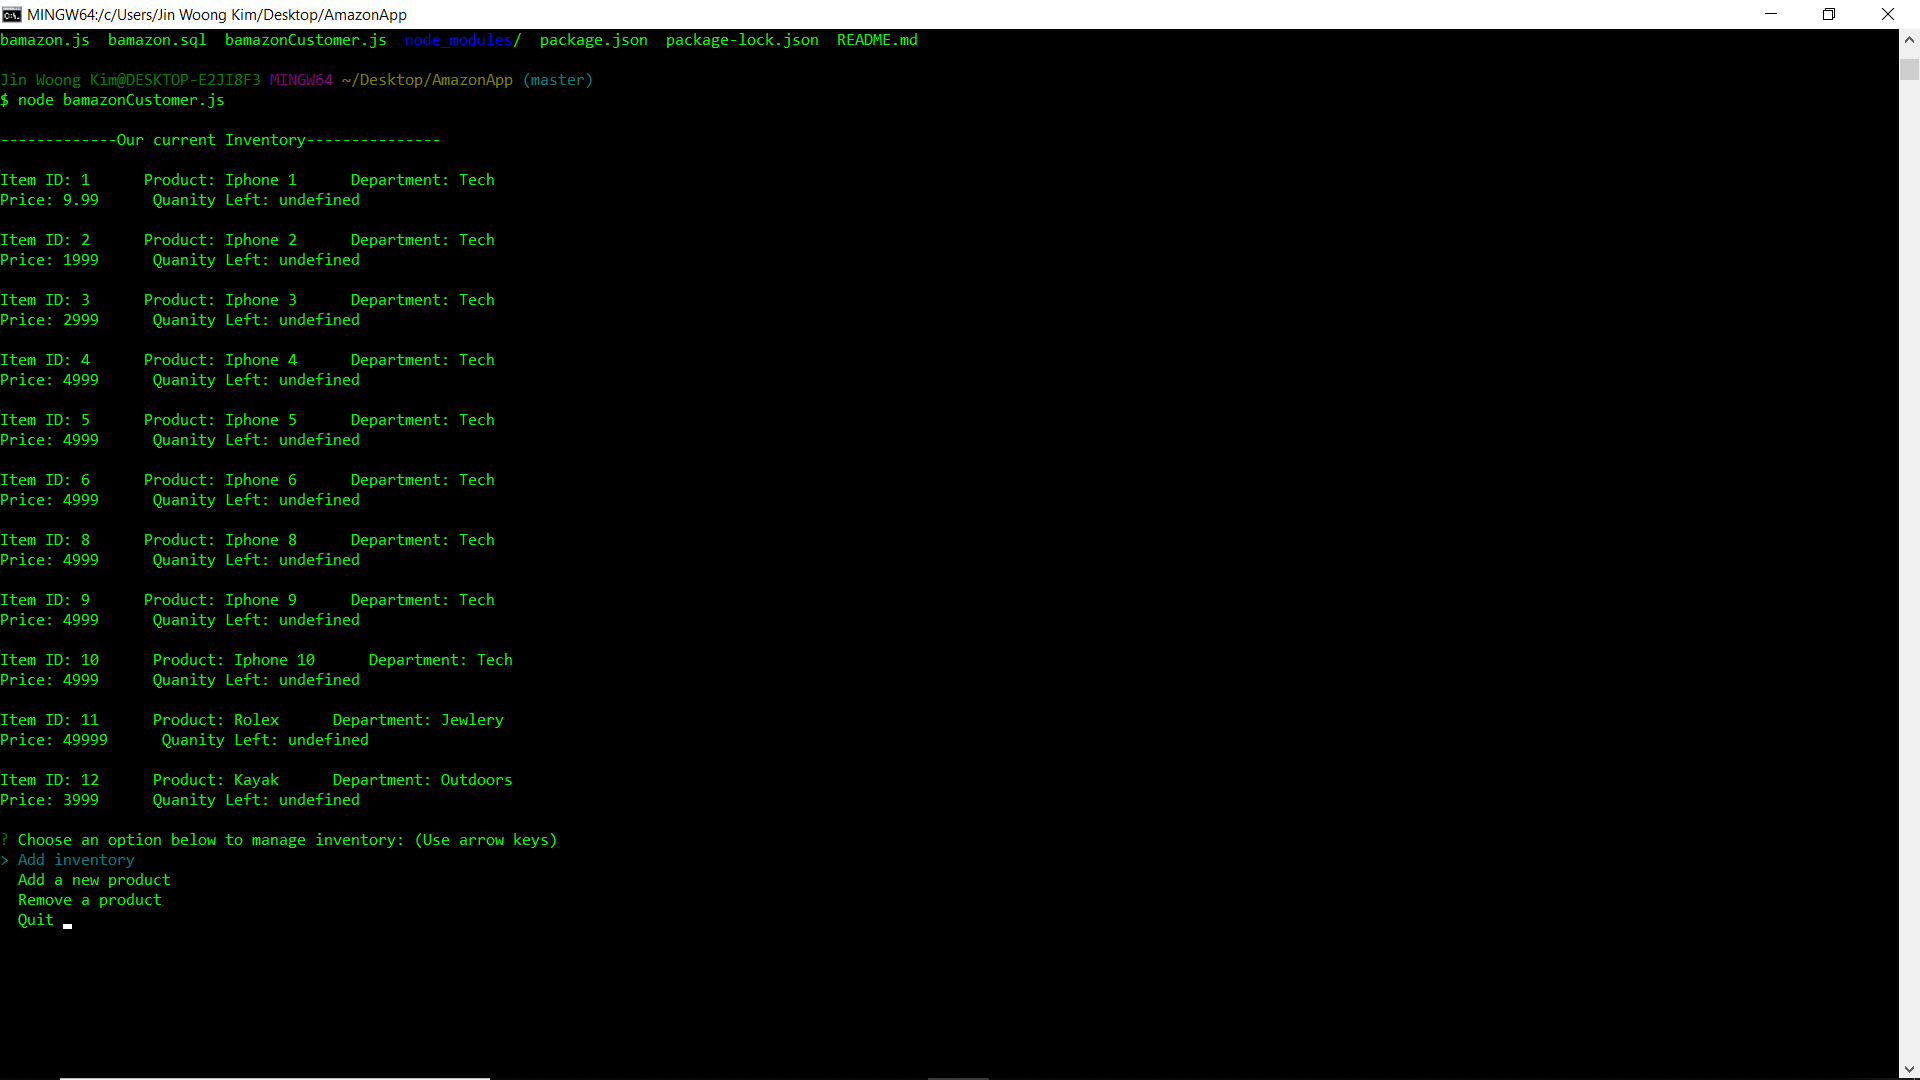 MINGW64:/c/Users/Jin Woong Kim/Desktop/AmazonApp
bamazon.js  bamazon.sql  bamazonCustomer.js  node_modules/  package.json  package-lock.json  README.md
Jin Woong Kim@DESKTOP-E2JI8F3 MINGW64 ~/Desktop/AmazonApp (master)
$ node bamazonCustomer.js
-------------Our current Inventory---------------
Item ID: 1      Product: Iphone 1      Department: Tech
Price: 9.99      Quanity Left: undefined
Item ID: 2      Product: Iphone 2      Department: Tech
Price: 1999      Quanity Left: undefined
Item ID: 3      Product: Iphone 3      Department: Tech
Price: 2999      Quanity Left: undefined
Item ID: 4      Product: Iphone 4      Department: Tech
Price: 4999      Quanity Left: undefined
Item ID: 5      Product: Iphone 5      Department: Tech
Price: 4999      Quanity Left: undefined
Item ID: 6      Product: Iphone 6      Department: Tech
Price: 4999      Quanity Left: undefined
Item ID: 8      Product: Iphone 8      Department: Tech
Price: 4999      Quanity Left: undefined
Item ID: 9      Product: Iphone 9      Department: Tech
Price: 4999      Quanity Left: undefined
Item ID: 10      Product: Iphone 10      Department: Tech
Price: 4999      Quanity Left: undefined
Item ID: 11      Product: Rolex      Department: Jewlery
Price: 49999      Quanity Left: undefined
Item ID: 12      Product: Kayak      Department: Outdoors
Price: 3999      Quanity Left: undefined
? Choose an option below to manage inventory: (Use arrow keys)
> Add inventory
  Add a new product
  Remove a product
  Quit